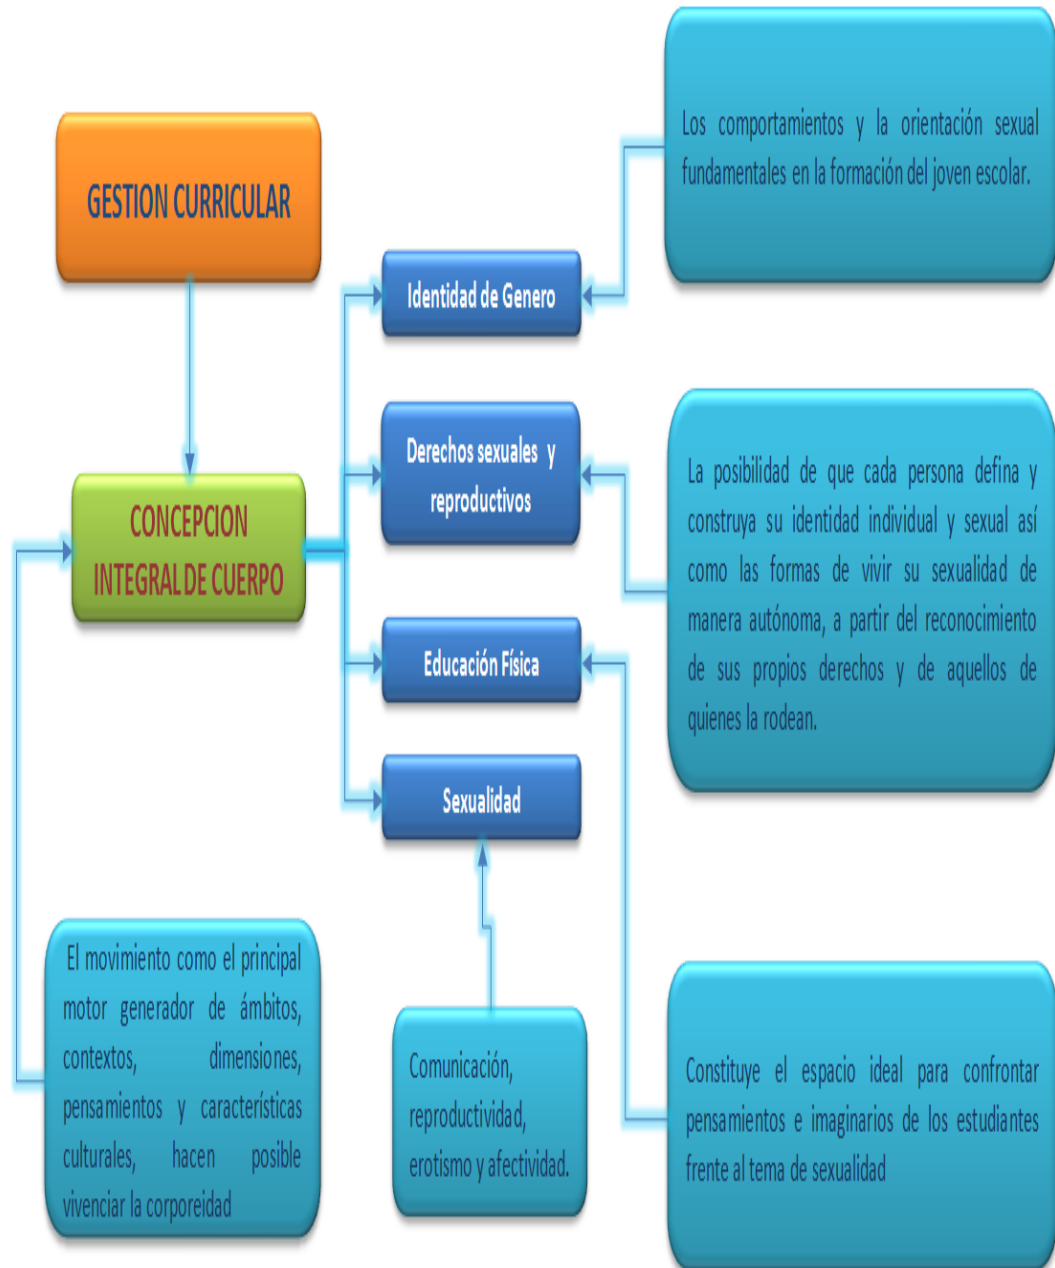 GESTION CURRICULAR
CONCEPCION
INTEGRAL DE CUERPO
El movimiento como el principal
motor generador de ámbitos,
contextos, dimensiones,
pensamientos y características
culturales, hacen posible
vivenciar la corporeidad
Identidad de Genero
Derechos sexuales y
reproductivos
Educación Física
Sexualidad
Comunicación,
reproductividad,
erotismo y afectividad.
Los comportamientos y la orientación sexual
fundamentales en la formación del joven escolar.
La posibilidad de que cada persona defina y
construya su identidad individual y sexual así
como las formas de vivir su sexualidad de
manera autónoma, a partir del reconocimiento
de sus propios derechos y de aquellos de
quienes la rodean.
Constituye el espacio ideal para confrontar
pensamientos e imaginarios de los estudiantes
frente al tema de sexualidad